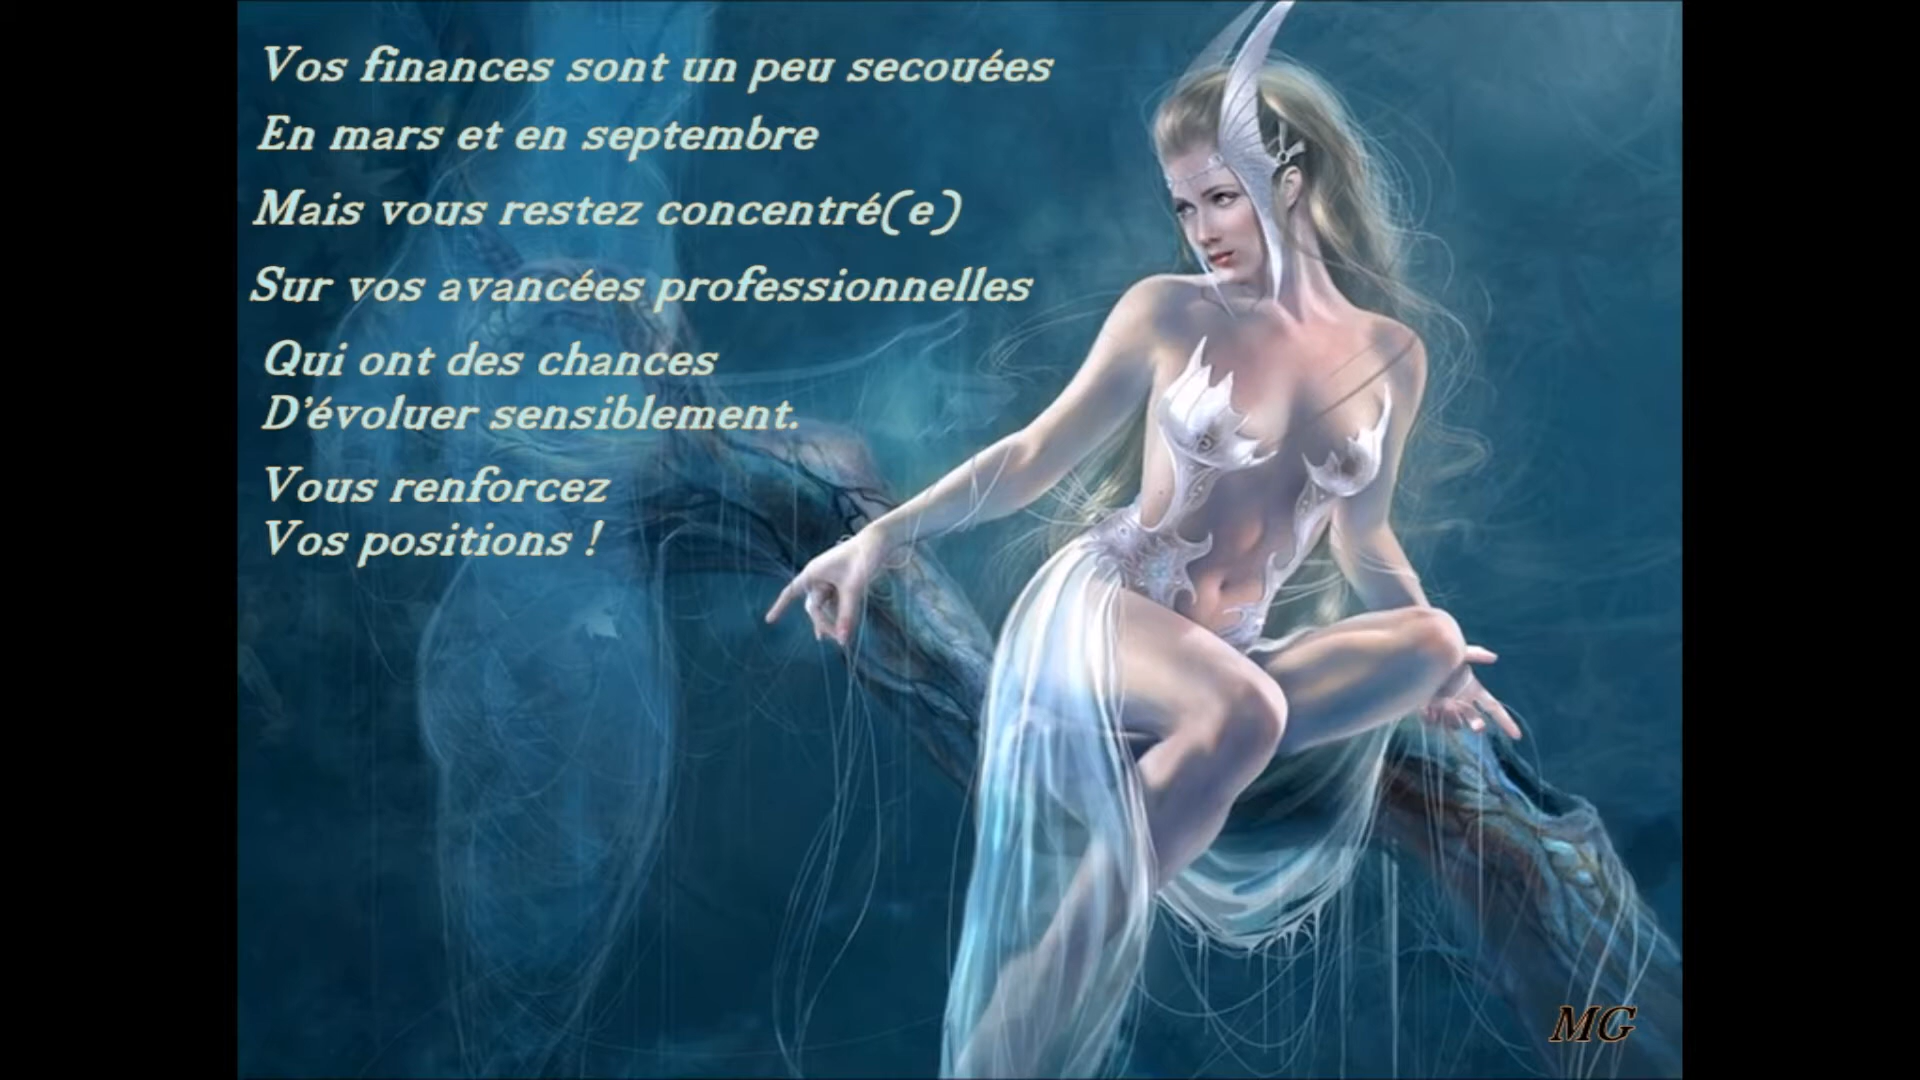 Vos finances sont un peu secouées
En mars et en septembre
Mais vous restez concentré(e)
Sur vos avancées professionnelles
Qui ont des chances
D'évoluer sensiblement.
Vous renforcez
Vos positions !
MG